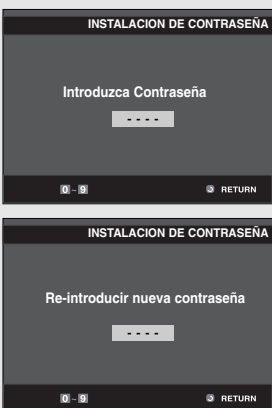 INSTALACION DE CONTRASEÑA
Introduzca Contraseña
- - - -
0 ~ 9 RETURN
INSTALACION DE CONTRASEÑA
Re-introducir nueva contraseña
- - - -
0 ~ 9 RETURN